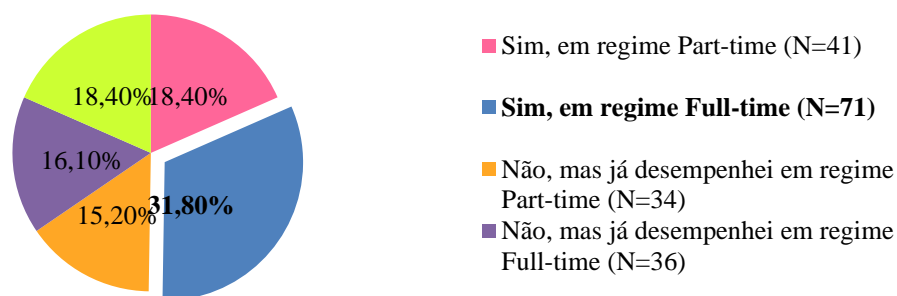 Sim, em regime Part-time (N=41)
18,40%
18,40%
Sim, em regime Full-time (N=71)
16,10%
Não, mas já desempenhei em regime
Part-time (N=34)
15,20%
31,80%
Não, mas já desempenhei em regime
Full-time (N=36)